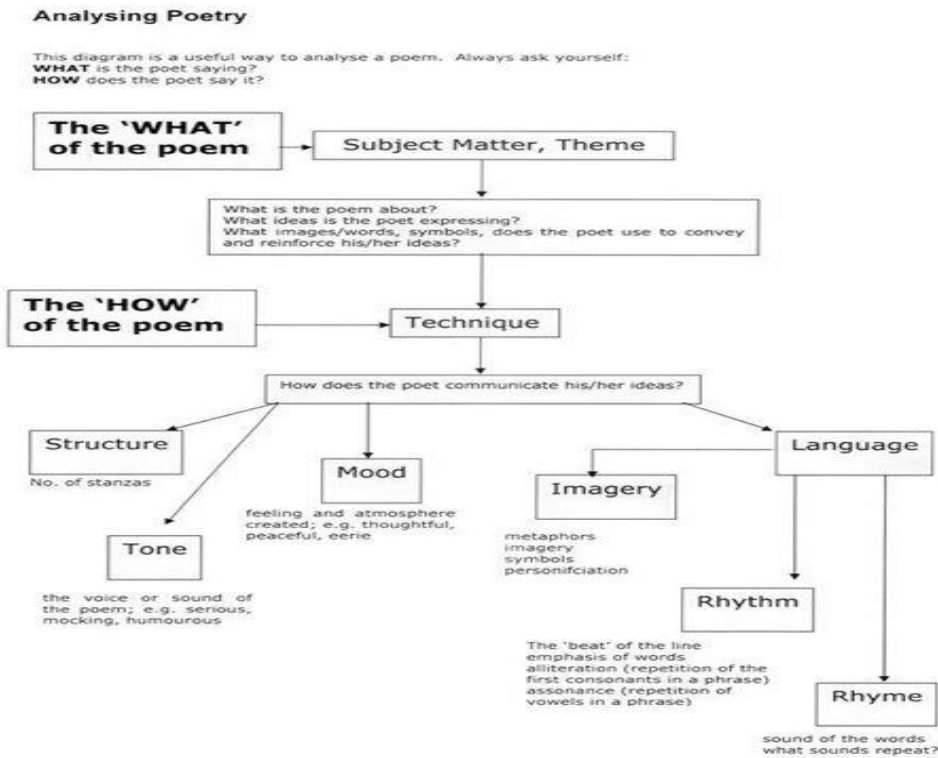 Analysing Poetry
This diagram is a useful way to analyse a poem. Always ask yourself:
WHAT is the poet saying?
HOW does the poet say it?
The ‘WHAT’
of the poem
Subject Matter, Theme
What is the poem about?
What ideas is the poet expressing?
What images/words, symbols, does the poet use to convey
and reinforce his/her ideas?
The ‘HOW’
of the poem
Technique
How does the poet communicate his/her ideas?
Structure
No. of stanzas
Mood
feeling and atmosphere
created; e.g. thoughtful,
peaceful, eerie
Tone
the voice or sound of
the poem; e.g. serious,
mocking, humourous
Language
Imagery
metaphors
imagery
symbols
personifciation
Rhythm
The ‘beat’ of the line
emphasis of words
alliteration (repetition of the
first consonants in a phrase)
assonance (repetition of
vowels in a phrase)
Rhyme
sound of the words
what sounds repeat?